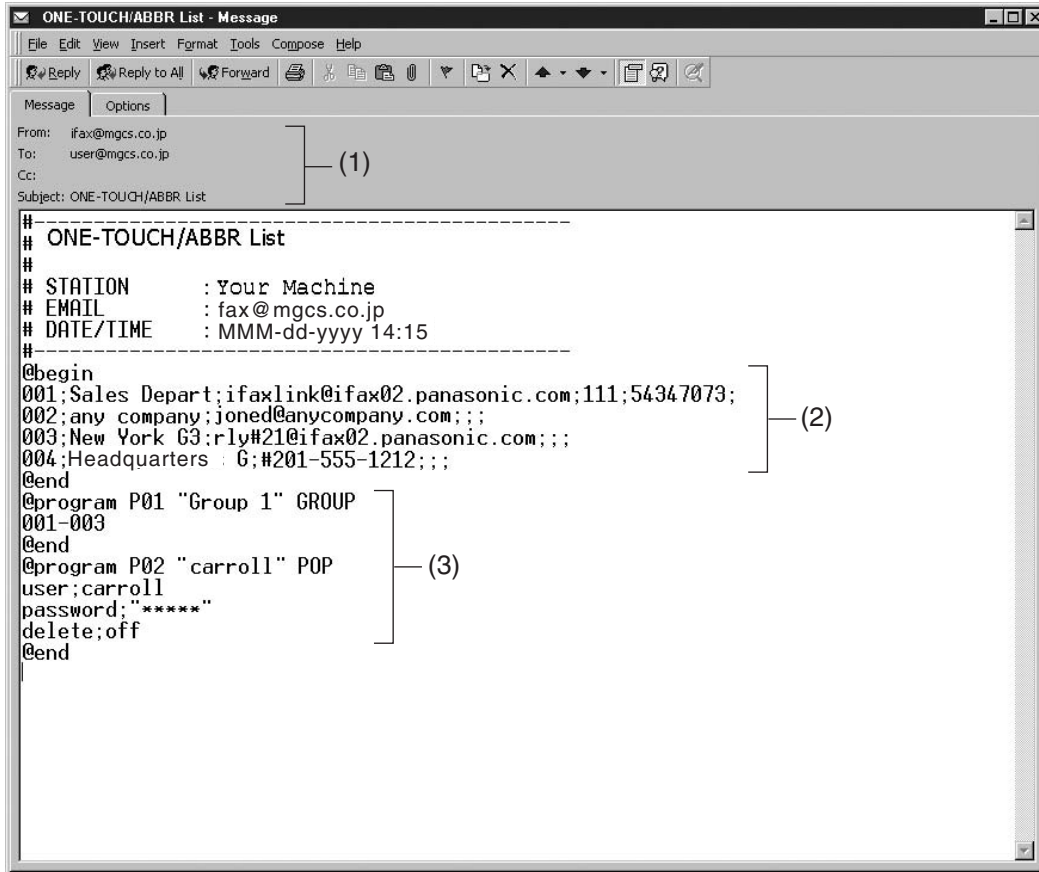 ONE-TOUCH/ABBR List - Message
File Edit View Insert Format Tools Compose Help
Reply Reply to All Forward
Message Options
From: ifax@mgcs.co.jp
To: user@mgcs.co.jp
Cc:
Subject: ONE-TOUCH/ABBR List
(1)
#--------------------------------------------------
# ONE-TOUCH/ABBR List
#
# STATION : Your Machine
# EMAIL : fax@mgcs.co.jp
# DATE/TIME : MMM-dd-yyyy 14:15
#--------------------------------------------------
@begin
001;Sales Depart;ifaxlink@ifax02.panasonic.com;111;54347073;
002;any company;joned@anycompany.com;;;
003;New York G3;rly#21@ifax02.panasonic.com;;;
004;Headquarters : G;#201-555-1212;;;
(2)
@end
@program P01 "Group 1" GROUP
001-003
@end
@program P02 "carroll" POP
(3)
user;carroll
password;"*****"
delete;off
@end